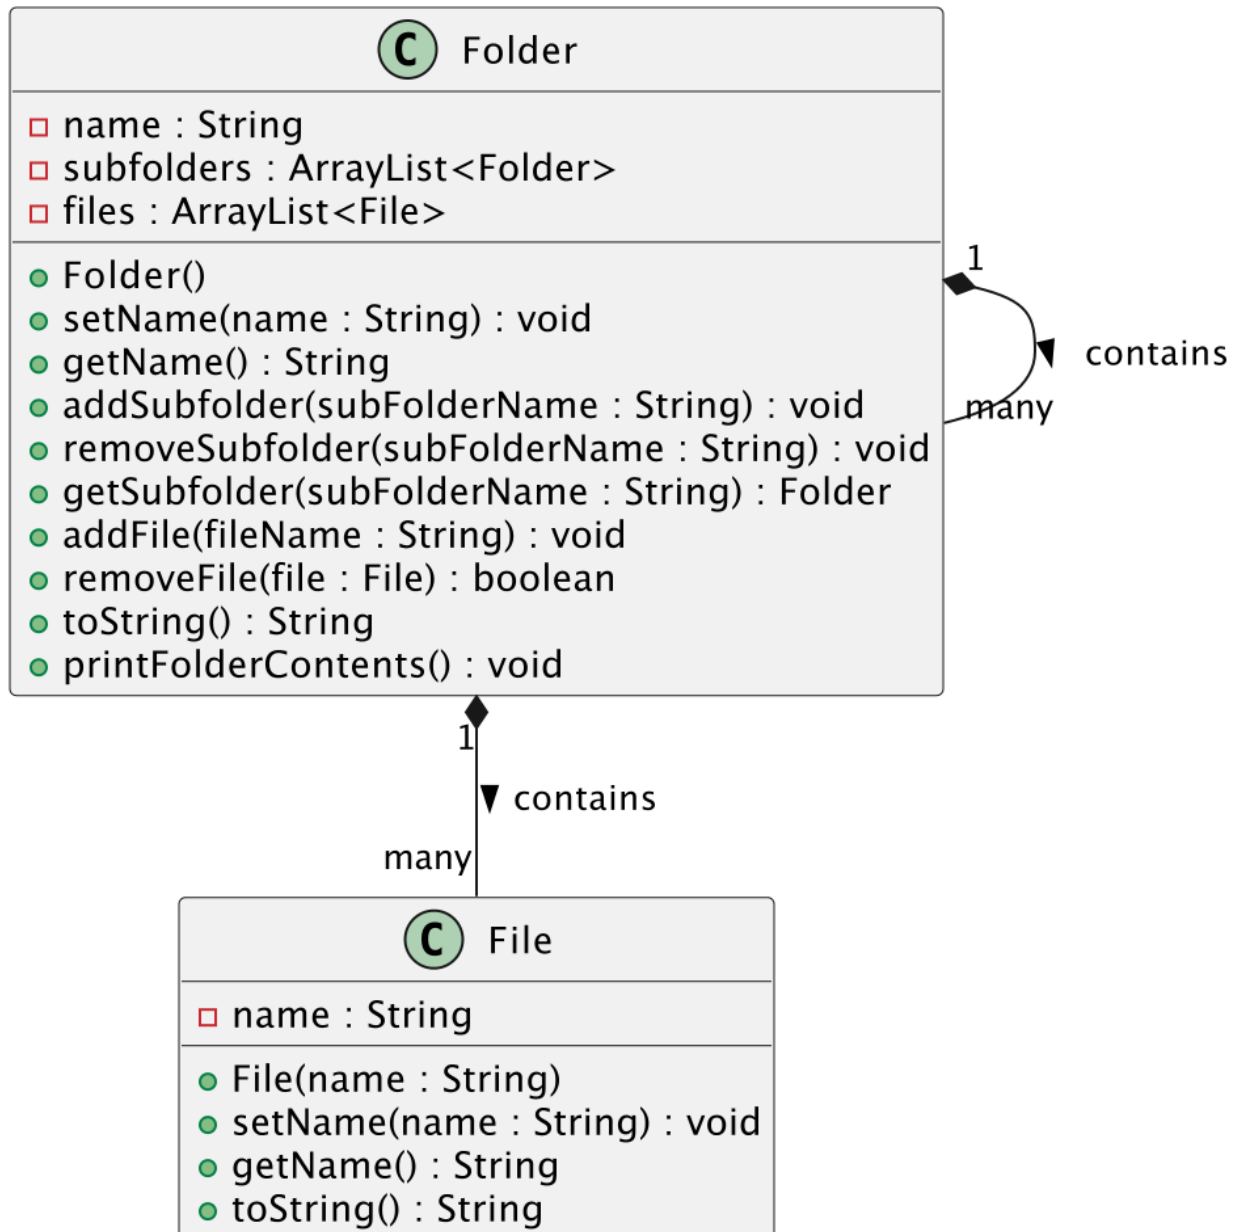 C Folder
name : String
subfolders : ArrayList<Folder>
files : ArrayList<File>
Folder()
setName(name : String) : void
getName() : String
addSubfolder(subFolderName : String) : void
removeSubfolder(subFolderName : String) : void
getSubfolder(subFolderName : String) : Folder
addFile(fileName : String) : void
removeFile(file : File) : boolean
toString() : String
printFolderContents() : void
1
contains
many
1
contains
many
C File
name : String
File(name : String)
setName(name : String) : void
getName() : String
toString() : String